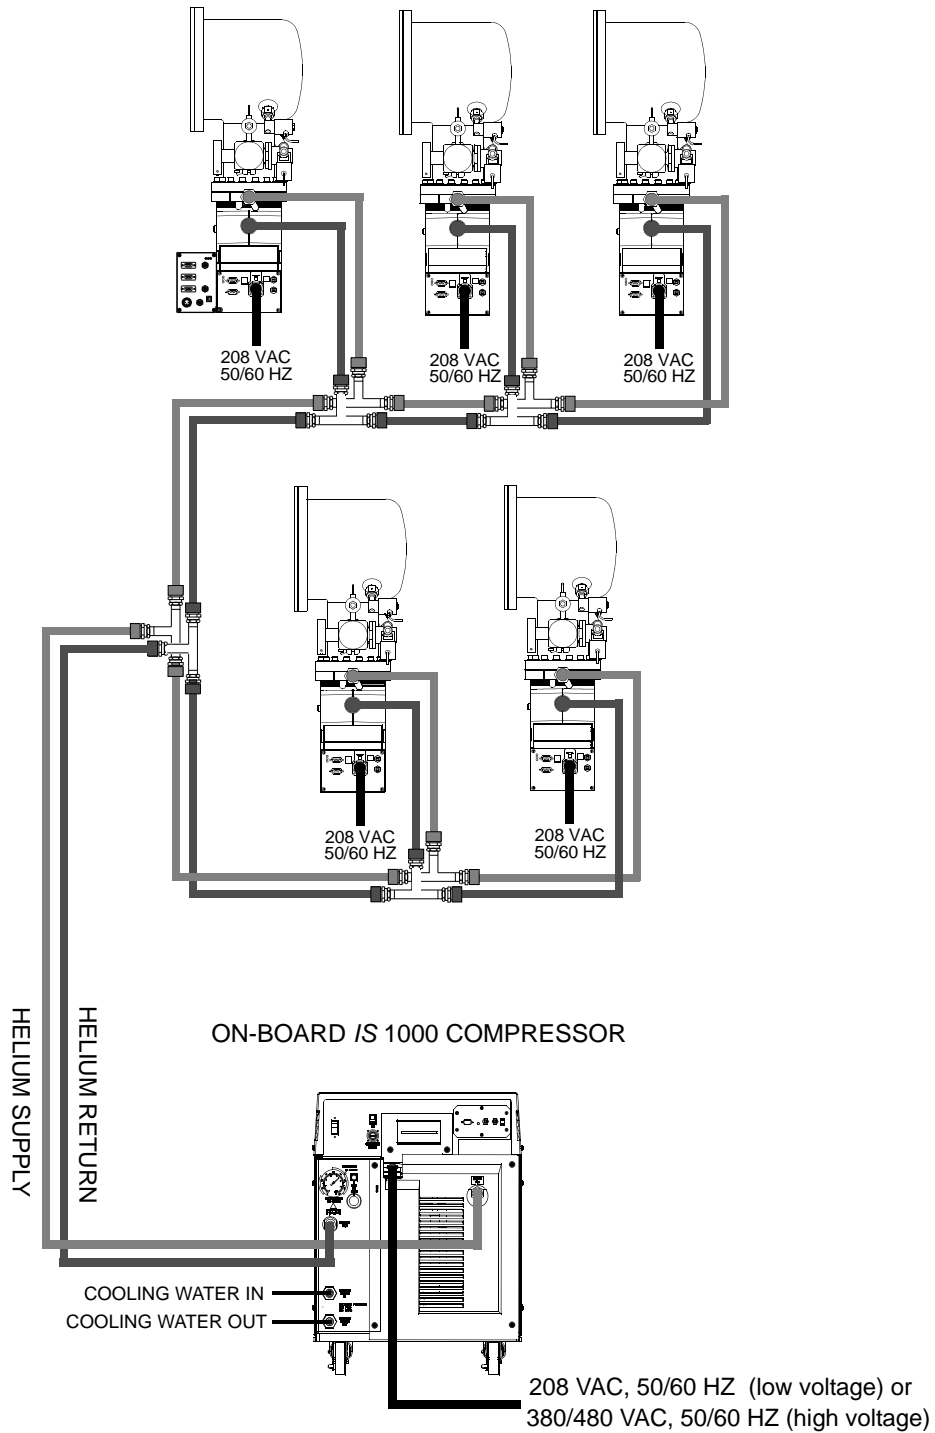 208 VAC
50/60 HZ
208 VAC
50/60 HZ
208 VAC
50/60 HZ
208 VAC
50/60 HZ
208 VAC
50/60 HZ
HELIUM SUPPLY
HELIUM RETURN
ON-BOARD IS 1000 COMPRESSOR
COOLING WATER IN
COOLING WATER OUT
208 VAC, 50/60 HZ (low voltage) or
380/480 VAC, 50/60 HZ (high voltage)